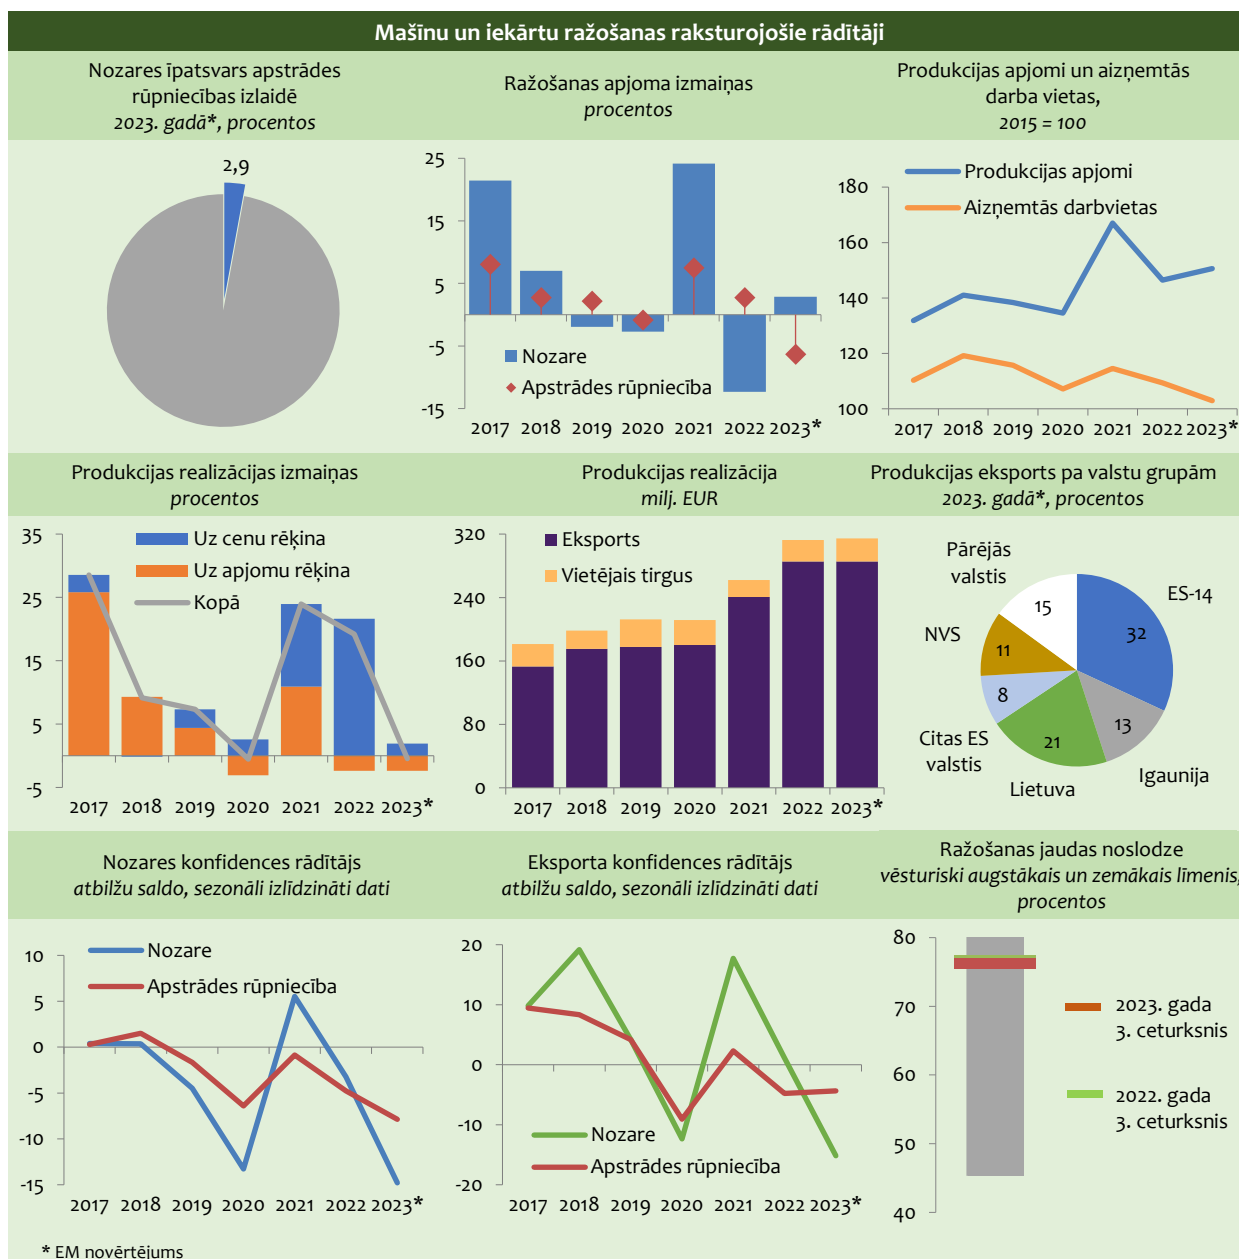 Mašīnu un iekārtu ražošanas raksturojošie rādītāji
Nozares īpatsvars apstrādes
rūpniecības izlaidē
2023. gadā*, procentos
2,9
Ražošanas apjoma izmaiņas
procentos
25
15
5
-5
-15
Nozare
Apstrādes rūpniecība
2017 2018 2019 2020 2021 2022 2023*
Produkcijas apjomi un aizņemtās
darba vietas,
2015 = 100
180
160
140
120
100
Produkcijas apjomi
Aizņemtās darbvietas
2017 2018 2019 2020 2021 2022 2023*
Produkcijas realizācijas izmaiņas
procentos
35
25
15
5
-5
Uz cenu rēķina
Uz apjomu rēķina
Kopā
2017 2018 2019 2020 2021 2022 2023*
Produkcijas realizācija
milj. EUR
320
240
160
80
0
Eksports
Vietējais tirgus
2017 2018 2019 2020 2021 2022 2023*
Produkcijas eksports pa valstu grupām
2023. gadā*, procentos
Pārējās
valstis
15
ES-14
32
NVS
11
8
Citas ES
valstis
21
Lietuva
13
Igaunija
Nozares konfidences rādītājs
atbilžu saldo, sezonāli izlīdzināti dati
10
5
0
-5
-10
-15
Nozare
Apstrādes rūpniecība
2017 2018 2019 2020 2021 2022 2023*
Eksporta konfidences rādītājs
atbilžu saldo, sezonāli izlīdzināti dati
20
10
0
-10
-20
Nozare
Apstrādes rūpniecība
2017 2018 2019 2020 2021 2022 2023*
Ražošanas jaudas noslodze
vēsturiski augstākais un zemākais līmenis,
procentos
80
70
60
50
40
2023. gada
3. ceturksnis
2022. gada
3. ceturksnis
* EM novērtējums